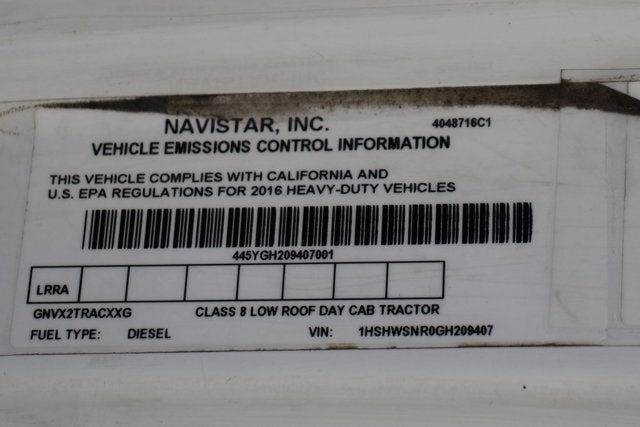 NAVISTAR, INC.
4048716C1
VEHICLE EMISSIONS CONTROL INFORMATION
THIS VEHICLE COMPLIES WITH CALIFORNIA AND
U.S. EPA REGULATIONS FOR 2016 HEAVY-DUTY VEHICLES
445YGH209407001
LRRA
GNVX2TRACXXG CLASS 8 LOW ROOF DAY CAB TRACTOR
FUEL TYPE: DIESEL VIN: 1HSHWSNR0GH209407